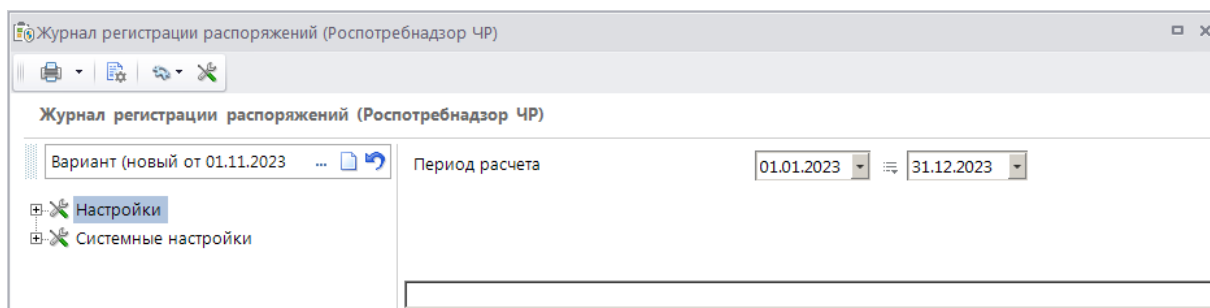 Журнал регистрации распоряжений (Роспотребнадзор ЧР)
Журнал регистрации распоряжений (Роспотребнадзор ЧР)
Вариант (новый от 01.11.2023 ...
Период расчета 01.01.2023 31.12.2023
Настройки
Системные настройки